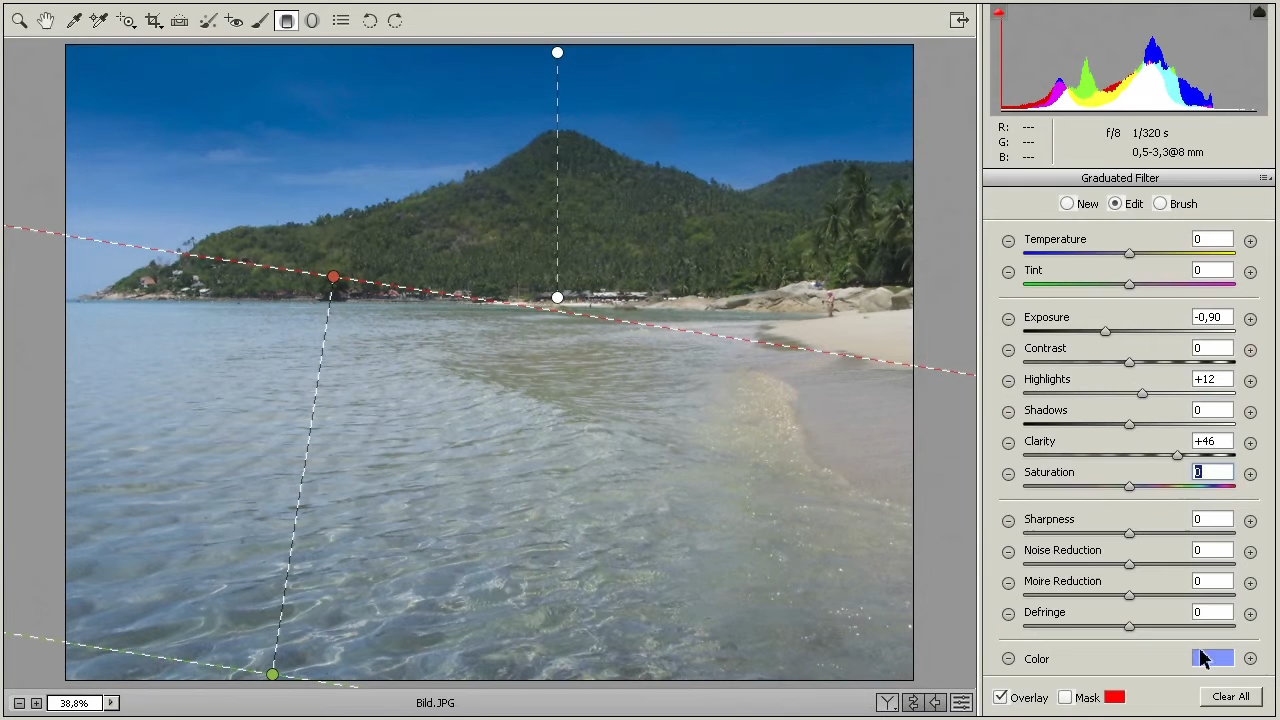 R: ---
G: ---
B: ---
f/8 1/320 s
0,5-3,3@8 mm
Graduated Filter
New Edit Brush
Temperature 0
Tint 0
Exposure -0,90
Contrast 0
Highlights +12
Shadows 0
Clarity +46
Saturation 0
Sharpness 0
Noise Reduction 0
Moire Reduction 0
Defringe 0
Color
Overlay Mask Clear All
38,8% Bild.JPG